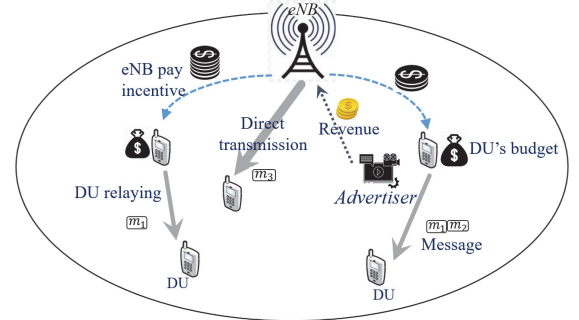 eNB
eNB pay
incentive
Direct
transmission
Revenue
DU's budget
m₃
DU relaying
Advertiser
m₁
m₁ m₂
Message
DU
DU